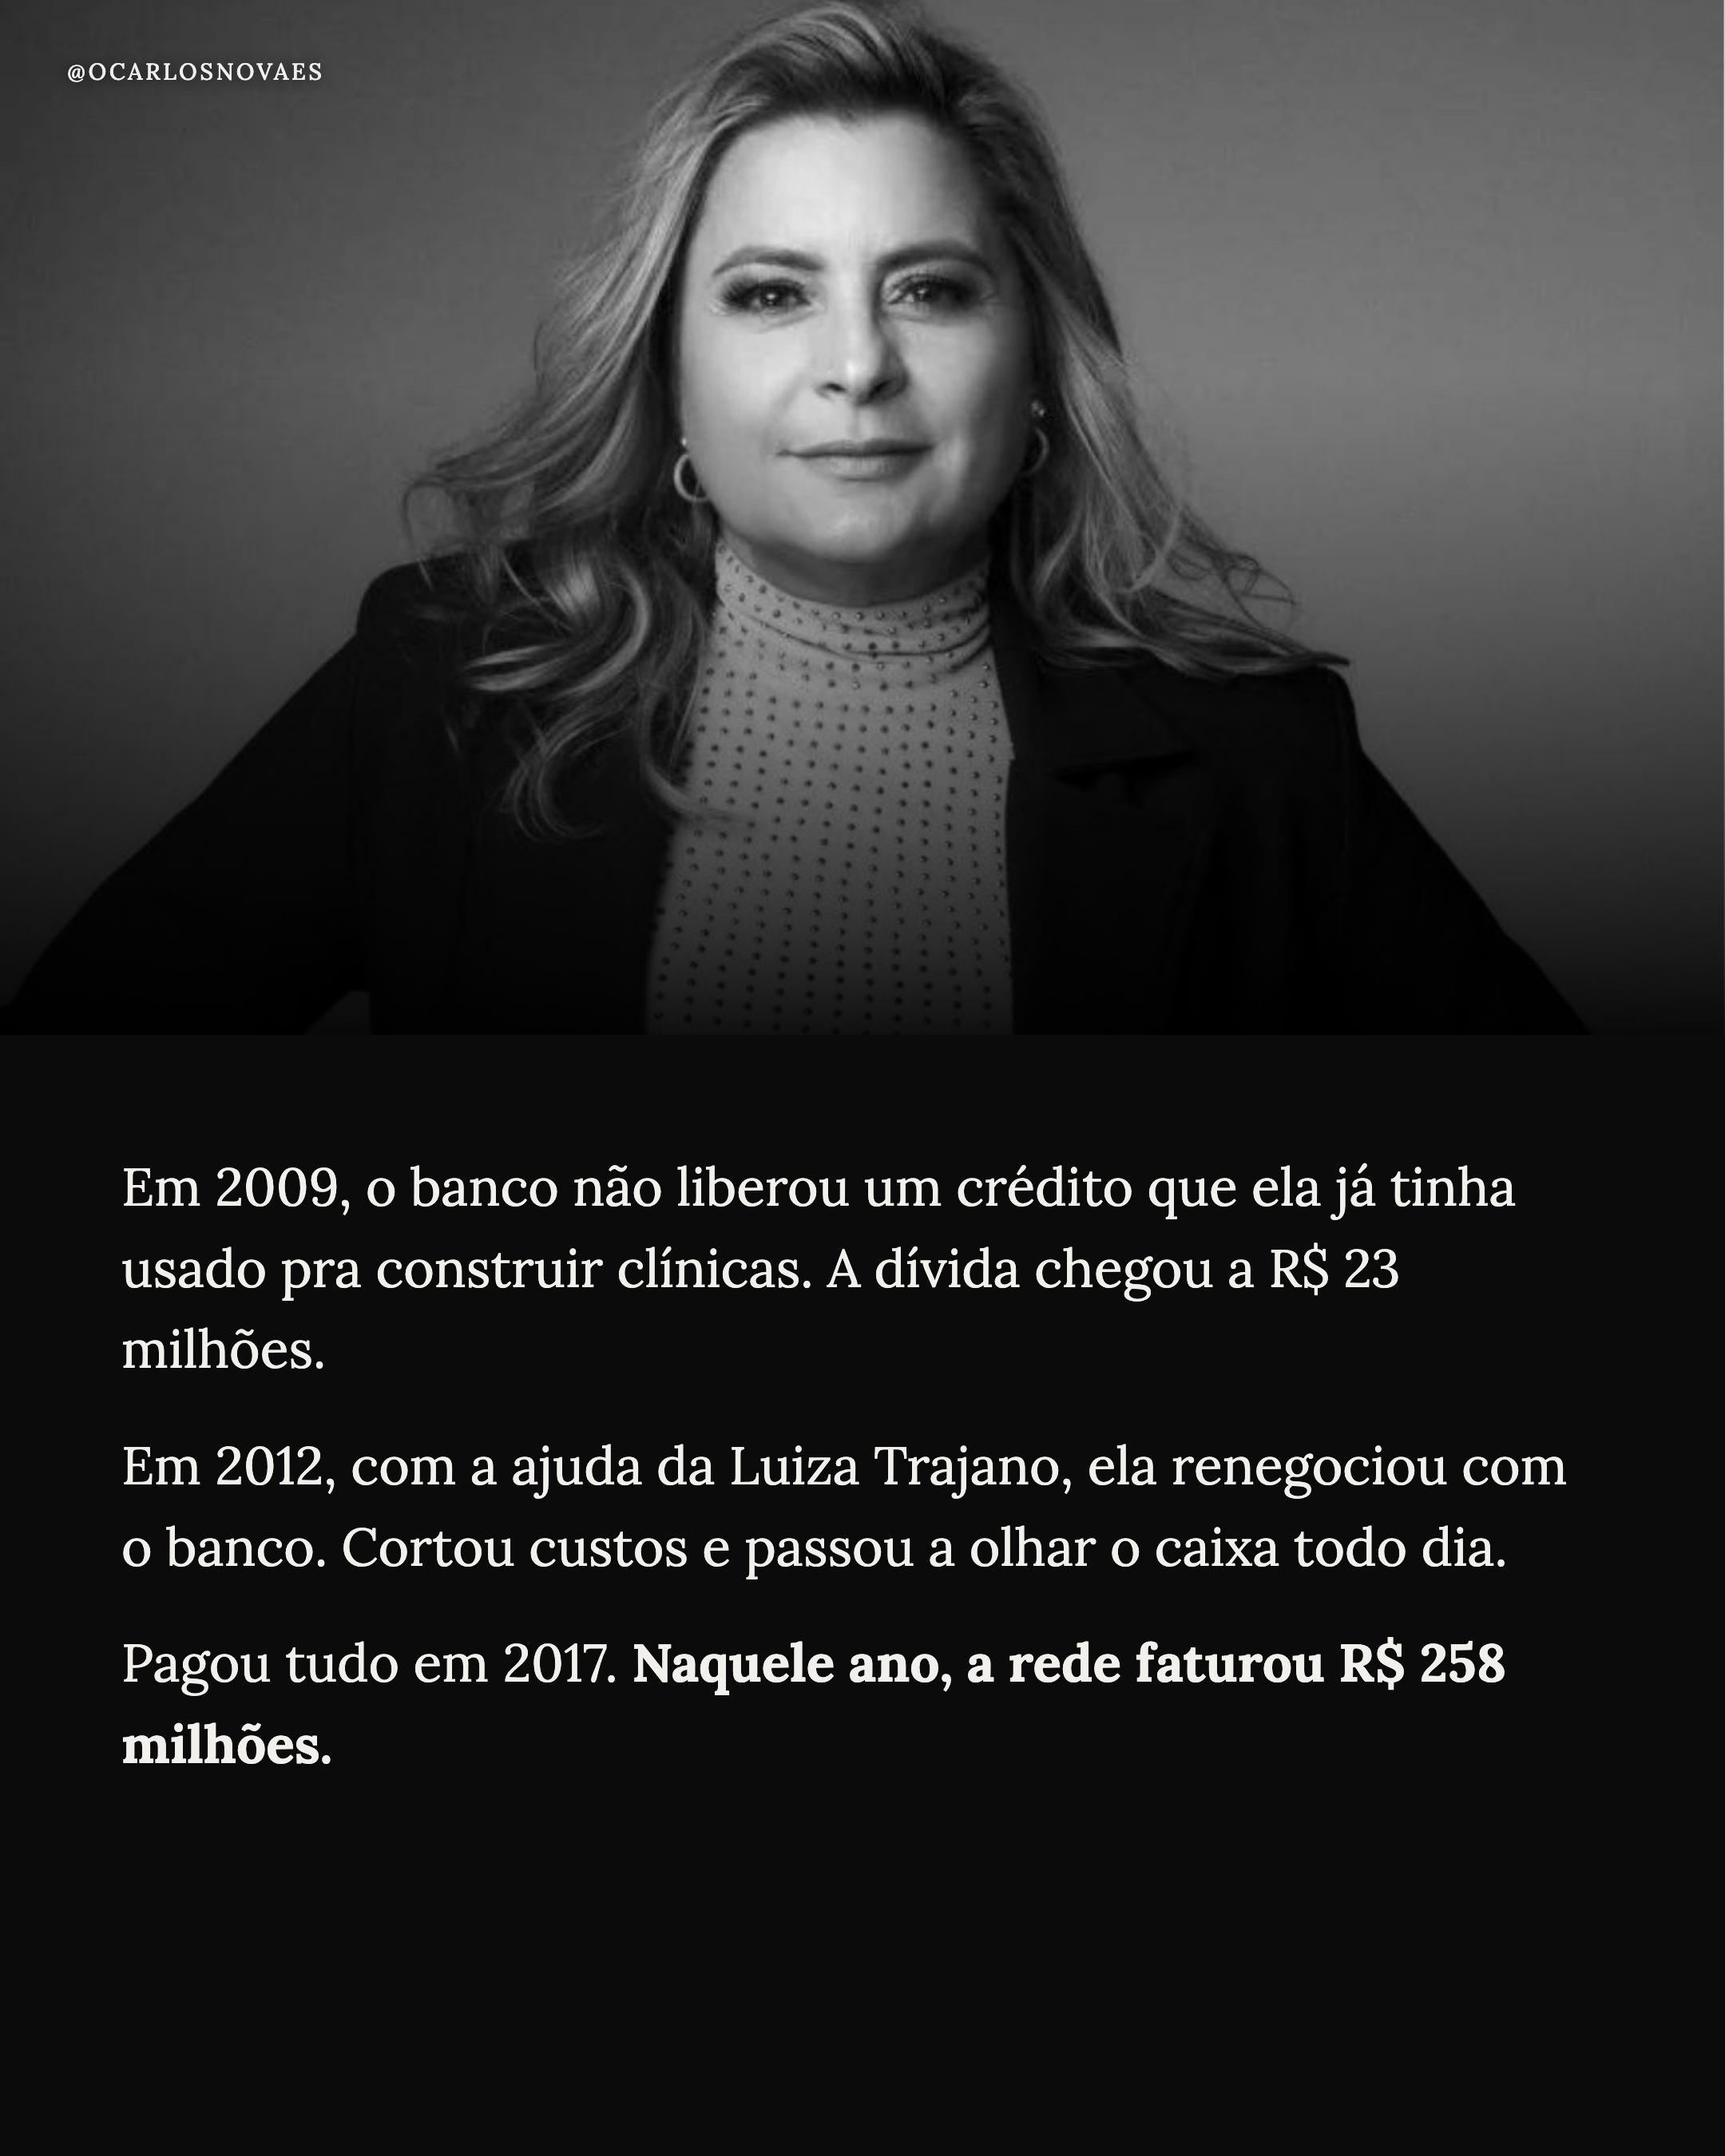 @OCARLOSNOVAES
Em 2009, o banco não liberou um crédito que ela já tinha
usado pra construir clínicas. A dívida chegou a R$ 23
milhões.
Em 2012, com a ajuda da Luiza Trajano, ela renegociou com
o banco. Cortou custos e passou a olhar o caixa todo dia.
Pagou tudo em 2017. Naquele ano, a rede faturou R$ 258
milhões.